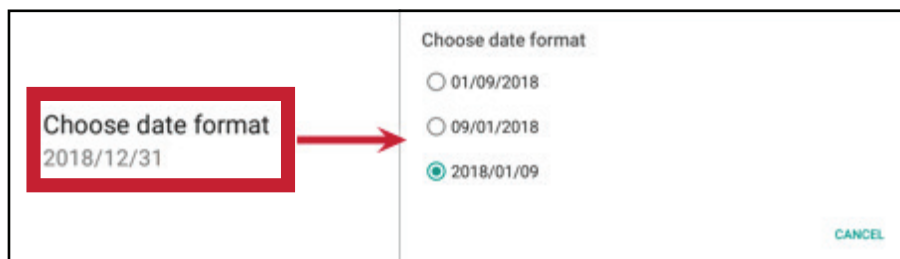 Choose date format
2018/12/31
Choose date format
01/09/2018
09/01/2018
2018/01/09
CANCEL